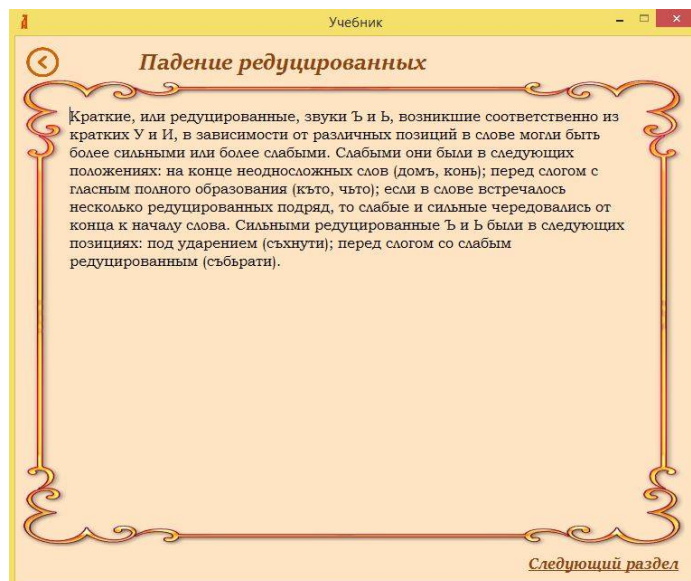 Учебник
Падение редуцированных
Краткие, или редуцированные, звуки Ъ и Ь, возникшие соответственно из
кратких У и И, в зависимости от различных позиций в слове могли быть
более сильными или более слабыми. Слабыми они были в следующих
положениях: на конце неодносложных слов (домъ, конь); перед слогом с
гласным полного образования (къто, чьто); если в слове встречалось
несколько редуцированных подряд, то слабые и сильные чередовались от
конца к началу слова. Сильными редуцированные Ъ и Ь были в следующих
позициях: под ударением (съхнути); перед слогом со слабым
редуцированным (събьрати).
Следующий раздел